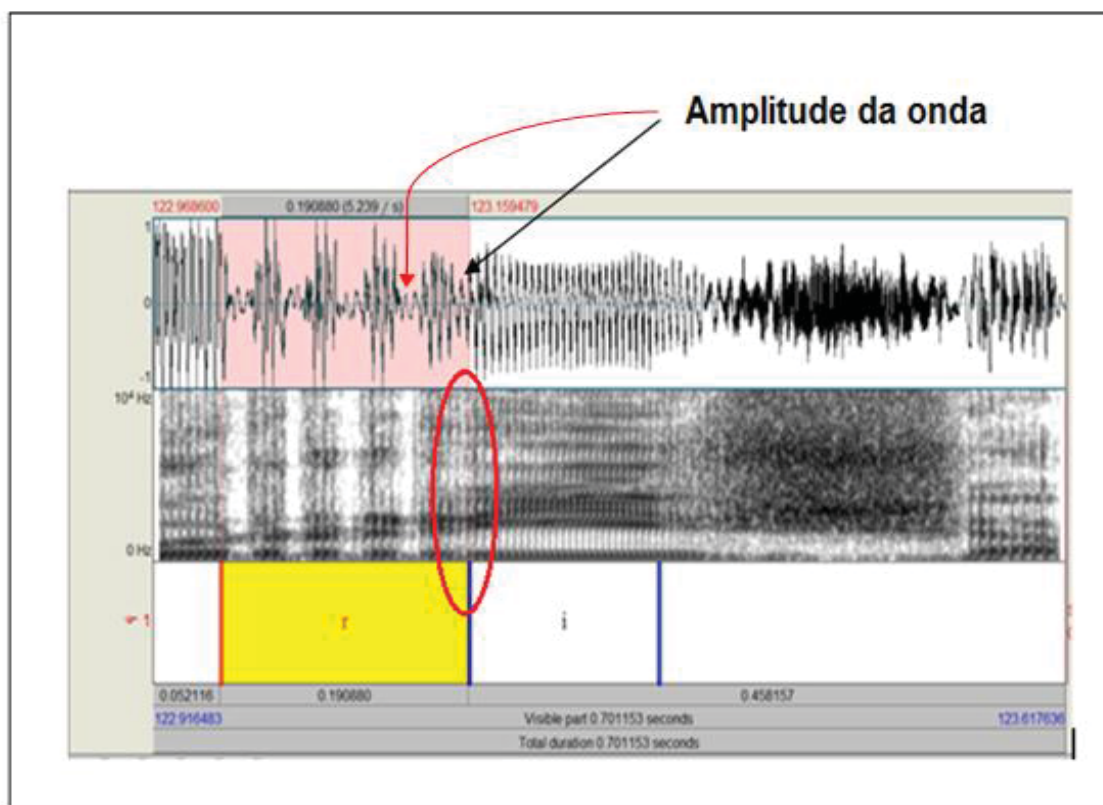 Amplitude da onda
122.968600 0.190880 (5.239 / s) 123.159479
1
0
-1
10⁴ Hz
0 Hz
1
r
i
0.052116 0.190880 0.458157
122.916483 Visible part 0.701153 seconds 123.617636
Total duration 0.701153 seconds